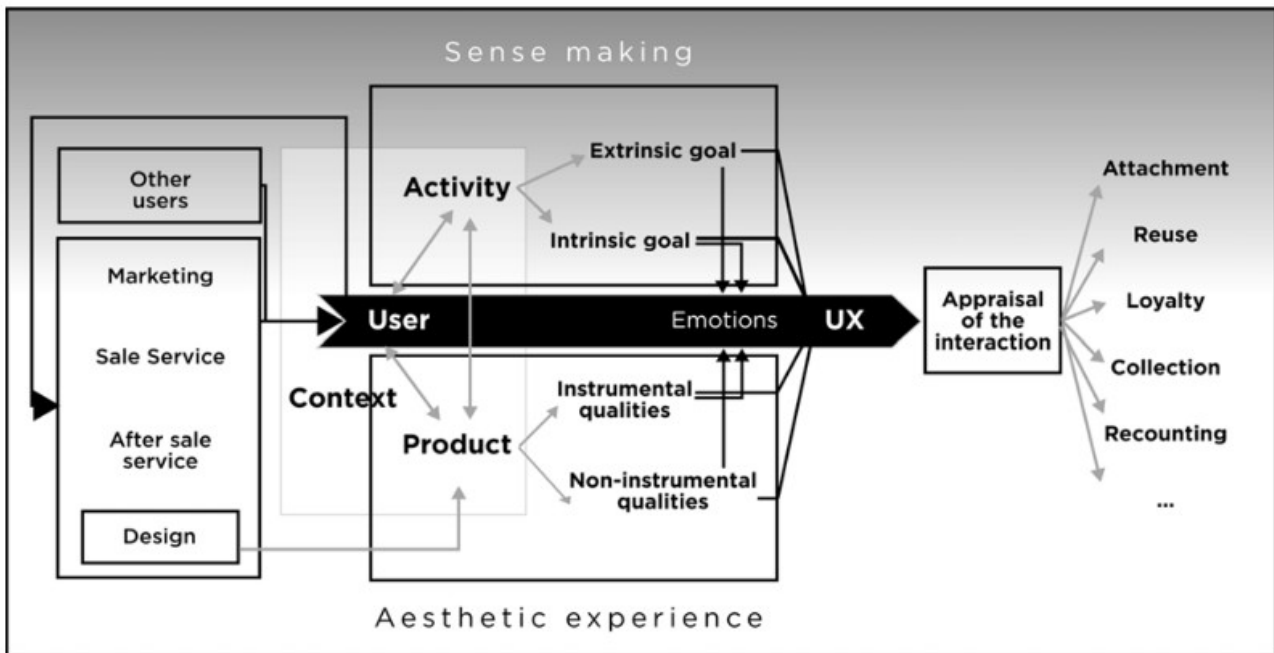 Sense making
Other
users
Marketing
Sale Service
After sale
service
Design
Activity
Extrinsic goal
Intrinsic goal
User
Emotions
UX
Context
Product
Instrumental
qualities
Non-instrumental
qualities
Appraisal
of the
interaction
Attachment
Reuse
Loyalty
Collection
Recounting
...
Aesthetic experience